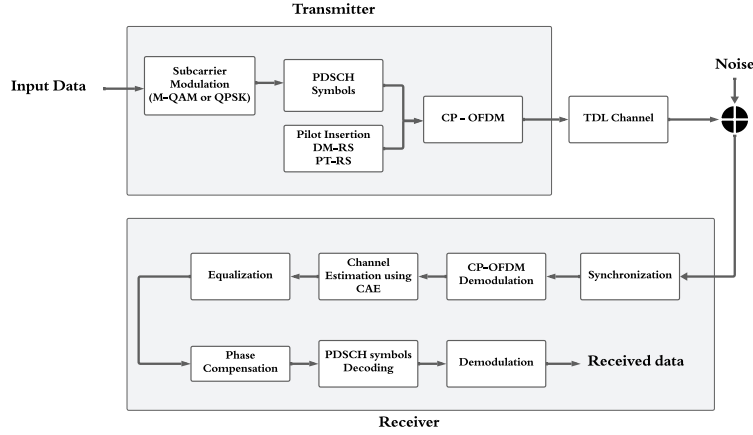 Transmitter
Input Data
Subcarrier
Modulation
(M-QAM or QPSK)
PDSCH
Symbols
Pilot Insertion
DM-RS
PT-RS
CP - OFDM
TDL Channel
Noise
Equalization
Channel
Estimation using
CAE
CP-OFDM
Demodulation
Synchronization
Phase
Compensation
PDSCH symbols
Decoding
Demodulation
Received data
Receiver